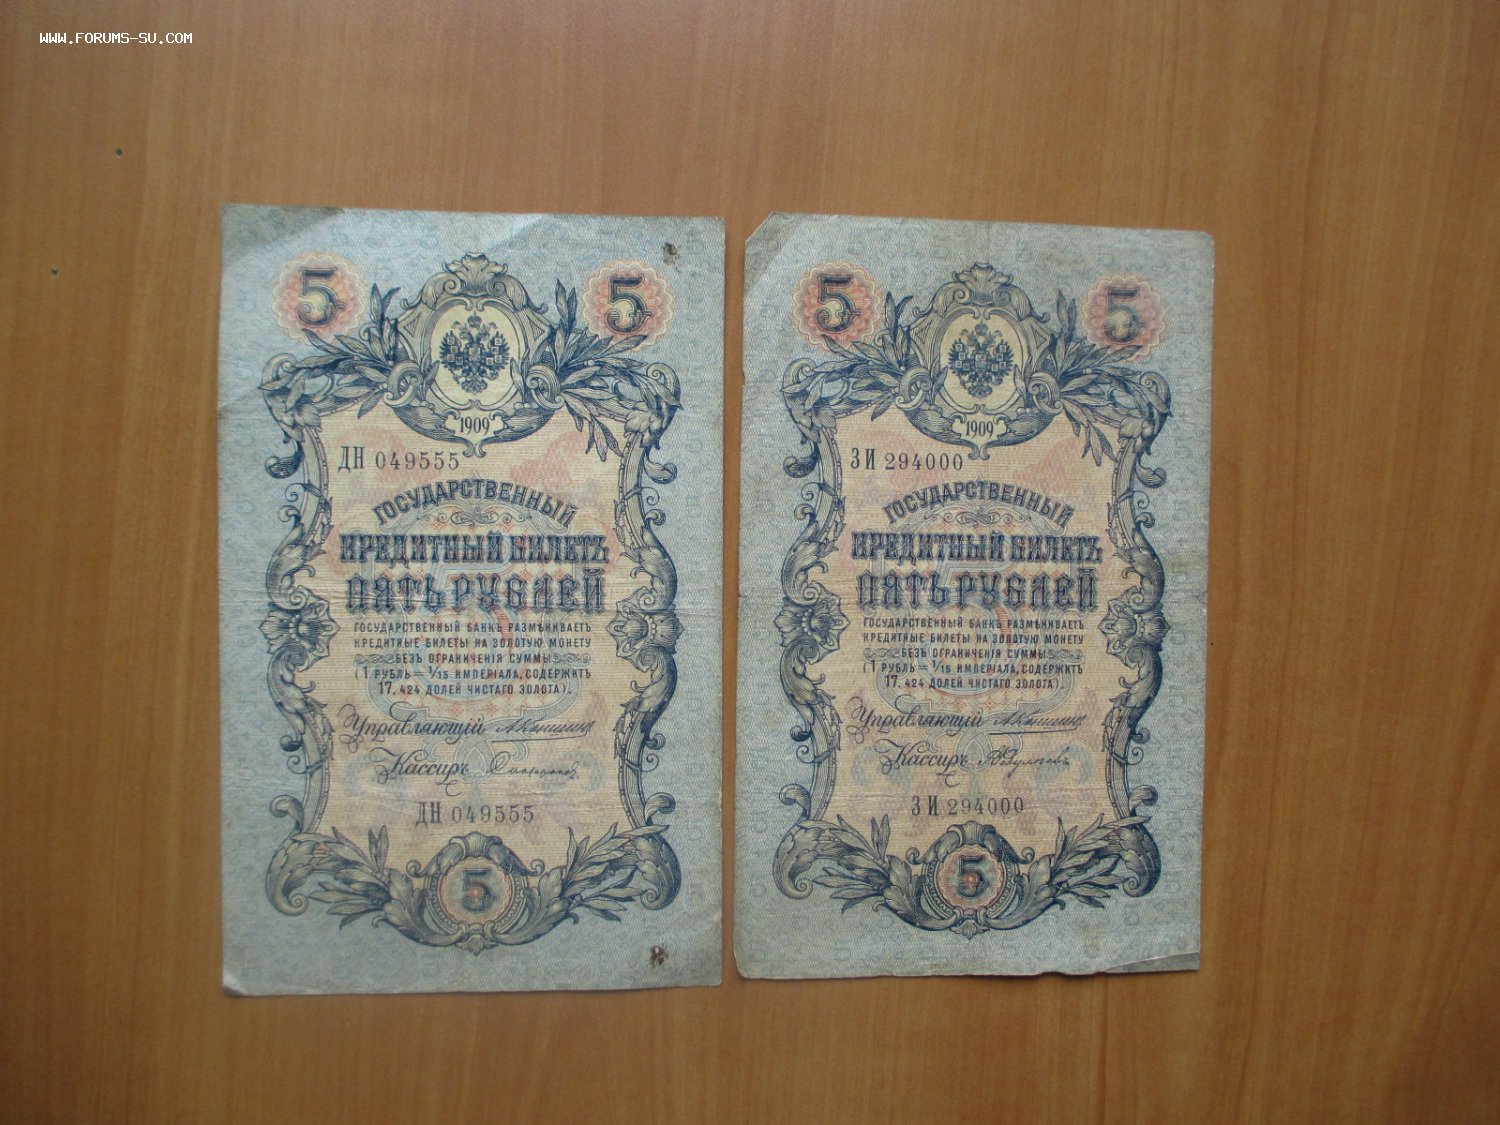 WWW.FORUMS-SU.COM
5 5
1909
ДН 049555
ГОСУДАРСТВЕННЫЙ
КРЕДИТНЫЙ БИЛЕТЪ
ПЯТЬ РУБЛЕЙ
ГОСУДАРСТВЕННЫЙ БАНКЪ РАЗМѢНИВАЕТЪ
КРЕДИТНЫЕ БИЛЕТЫ НА ЗОЛОТУЮ МОНЕТУ
БЕЗЪ ОГРАНИЧЕНІЯ СУММЫ
(1 РУБЛЬ = 1/15 ИМПЕРІАЛА, СОДЕРЖИТЪ
17,424 ДОЛЕЙ ЧИСТАГО ЗОЛОТА).
Управляющій
Кассиръ
ДН 049555
5
5 5
1909
ЗИ 294000
ГОСУДАРСТВЕННЫЙ
КРЕДИТНЫЙ БИЛЕТЪ
ПЯТЬ РУБЛЕЙ
ГОСУДАРСТВЕННЫЙ БАНКЪ РАЗМѢНИВАЕТЪ
КРЕДИТНЫЕ БИЛЕТЫ НА ЗОЛОТУЮ МОНЕТУ
БЕЗЪ ОГРАНИЧЕНІЯ СУММЫ
(1 РУБЛЬ = 1/15 ИМПЕРІАЛА, СОДЕРЖИТЪ
17,424 ДОЛЕЙ ЧИСТАГО ЗОЛОТА).
Управляющій
Кассиръ
ЗИ 294000
5